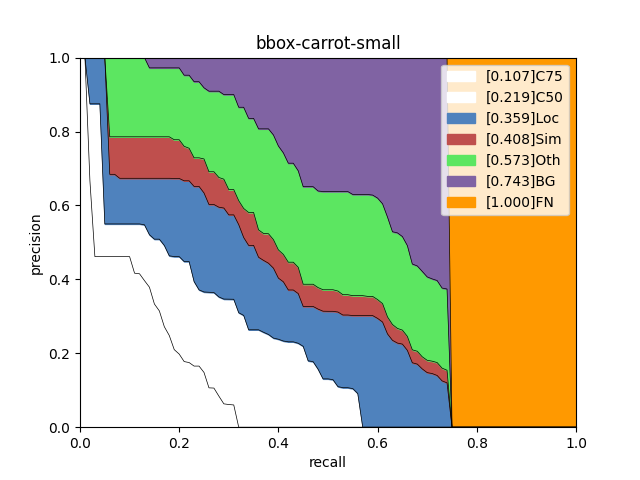 bbox-carrot-small
1.0
0.8
0.6
0.4
0.2
0.0
precision
[0.107]C75
[0.219]C50
[0.359]Loc
[0.408]Sim
[0.573]Oth
[0.743]BG
[1.000]FN
0.0 0.2 0.4 0.6 0.8 1.0
recall